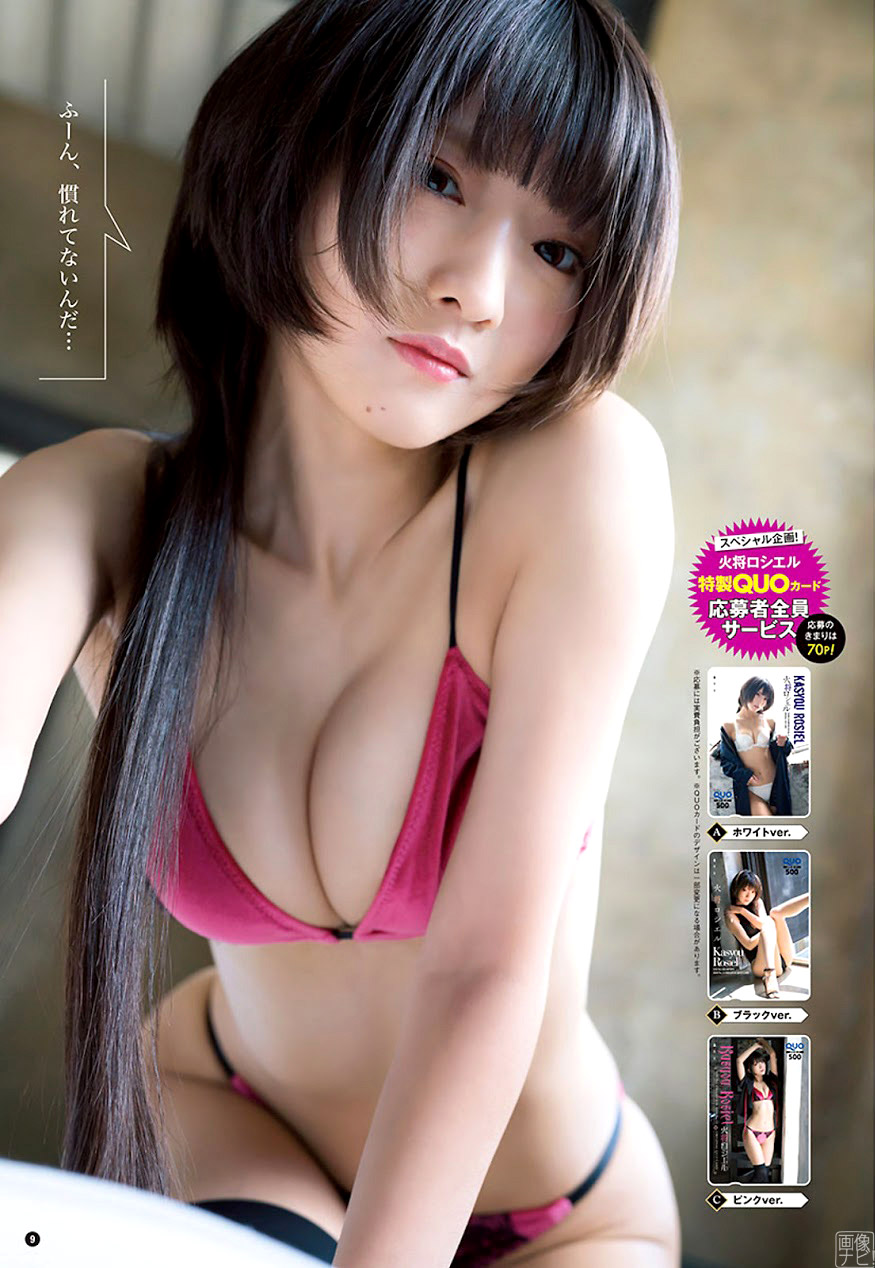 ふーん、慣れてないんだ…
スペシャル企画!
火将ロシエル
特製QUOカード
応募者全員
サービス
応募の
きまりは
70P!
※応募には実費負担がございます。※QUOカードのデザインは一部変更になる場合があります。
KASYOU ROSIEL
火将ロシエル
QUO
500
A ホワイトver.
QUO
500
火将ロシエル
Kasyou
Rosiel
B ブラックver.
QUO
500
Kasyou Rosiel
火将ロシエル
C ピンクver.
9
画像
ナビ